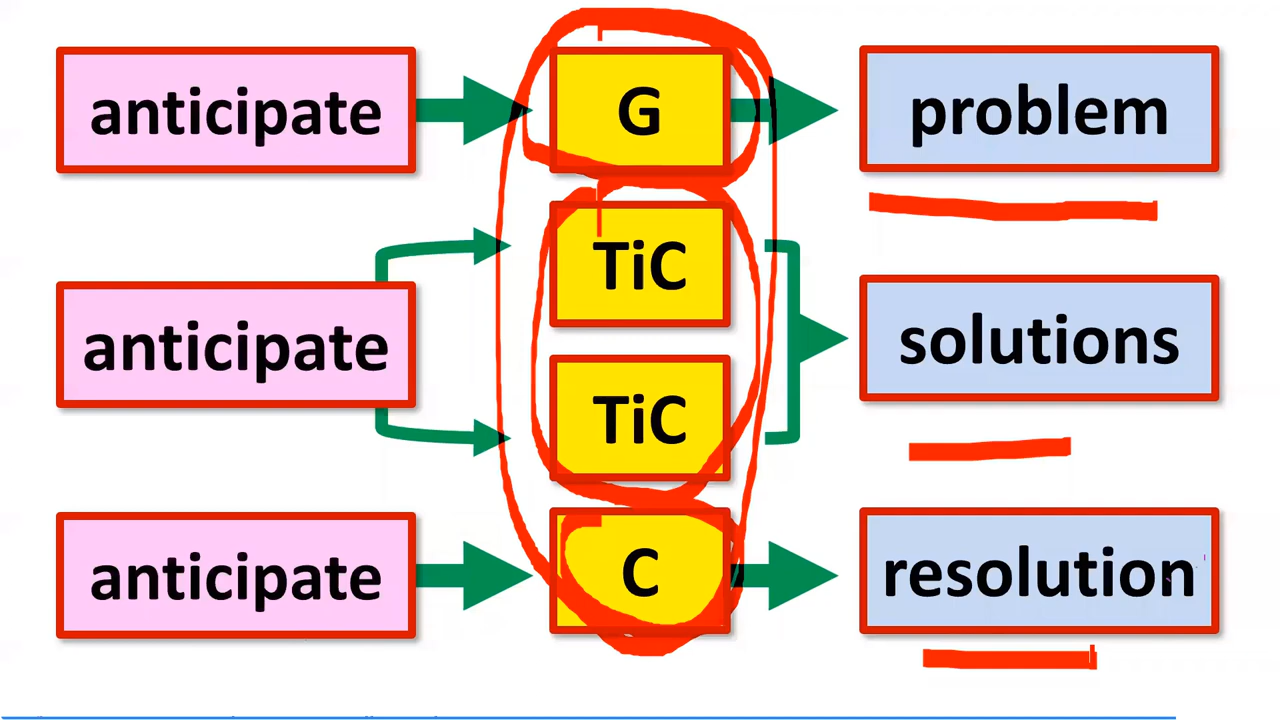 anticipate G problem
TiC
anticipate solutions
TiC
anticipate C resolution